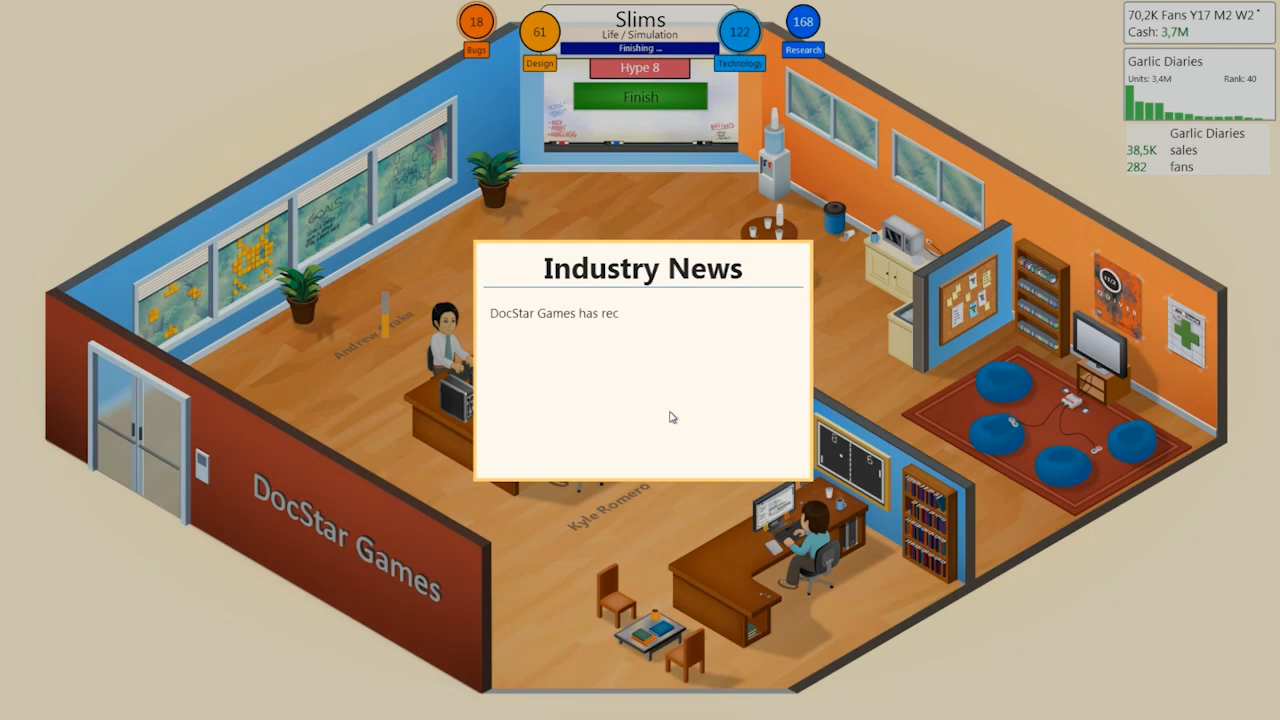 18
Bugs
61
Design
Slims
Life / Simulation
Finishing ...
Hype 8
Finish
122
Technology
168
Research
70,2K Fans Y17 M2 W2
Cash: 3,7M
Garlic Diaries
Units: 3,4M
Rank: 40
Garlic Diaries
38,5K sales
282 fans
GOALS
Industry News
DocStar Games has rec
Kyle Romero
DocStar Games